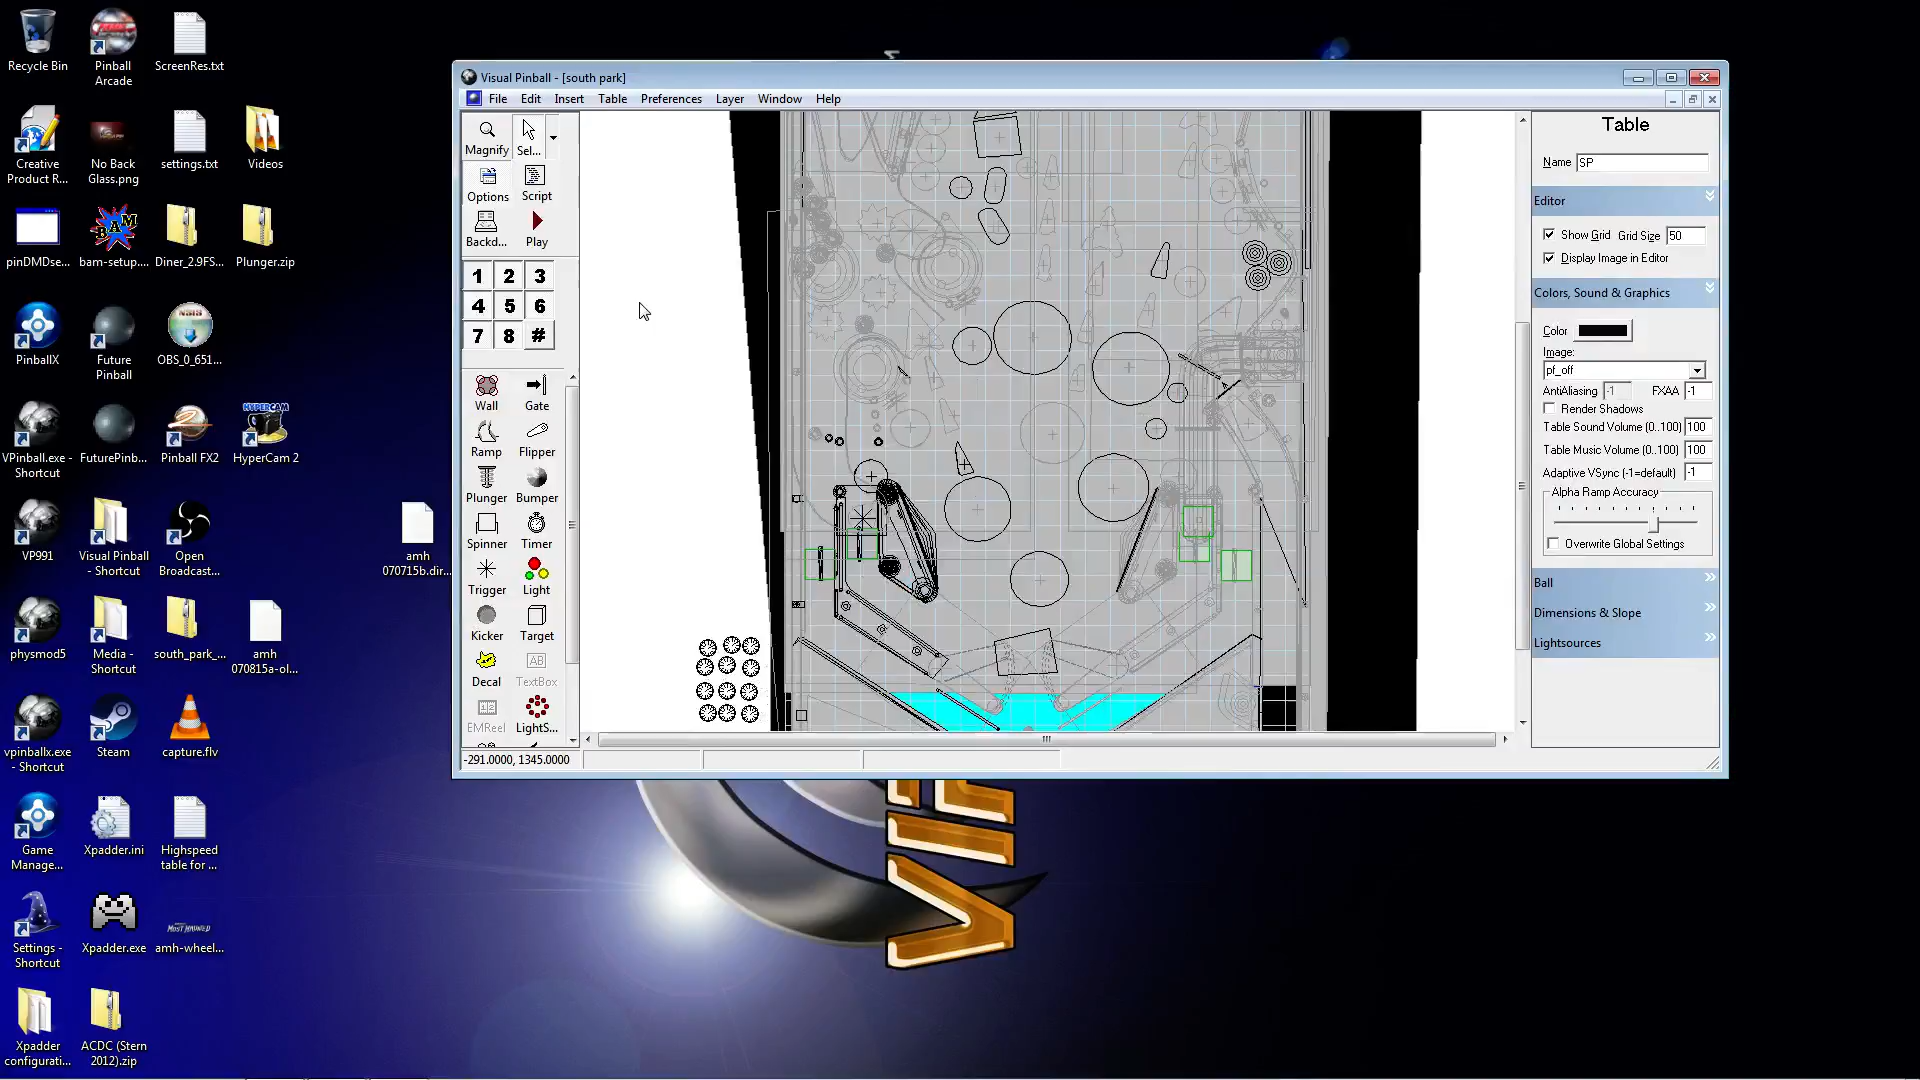 Recycle Bin
Pinball
Arcade
ScreenRes.txt
Creative
Product R...
No Back
Glass.png
settings.txt
Videos
pinDMDse...
BAM
bam-setup....
Diner_2.9FS...
Plunger.zip
PinballX
Future
Pinball
NSIS
OBS_0_651...
VPinball.exe -
Shortcut
FuturePinb...
Pinball FX2
HYPERCAM
HyperCam 2
VP991
Visual Pinball
- Shortcut
Open
Broadcast...
amh
070715b.dir...
physmod5
Media -
Shortcut
south_park_...
amh
070815a-ol...
vpinballx.exe
- Shortcut
Steam
capture.flv
Game
Manage...
Xpadder.ini
Highspeed
table for ...
Settings -
Shortcut
Xpadder.exe
MOST HAUNTED
amh-wheel...
Xpadder
configurati...
ACDC (Stern
2012).zip
Visual Pinball - [south park]
File Edit Insert Table Preferences Layer Window Help
Magnify Sel...
Options Script
Backd... Play
1 2 3
4 5 6
7 8 #
Wall Gate
Ramp Flipper
Plunger Bumper
Spinner Timer
Trigger Light
Kicker Target
AB
Decal TextBox
EMReel LightS...
-291.0000, 1345.0000
Table
Name SP
Editor
Show Grid Grid Size 50
Display Image in Editor
Colors, Sound & Graphics
Color
Image:
pf_off
AntiAliasing -1 FXAA -1
Render Shadows
Table Sound Volume (0..100) 100
Table Music Volume (0..100) 100
Adaptive VSync (-1=default) -1
Alpha Ramp Accuracy
Overwrite Global Settings
Ball
Dimensions & Slope
Lightsources